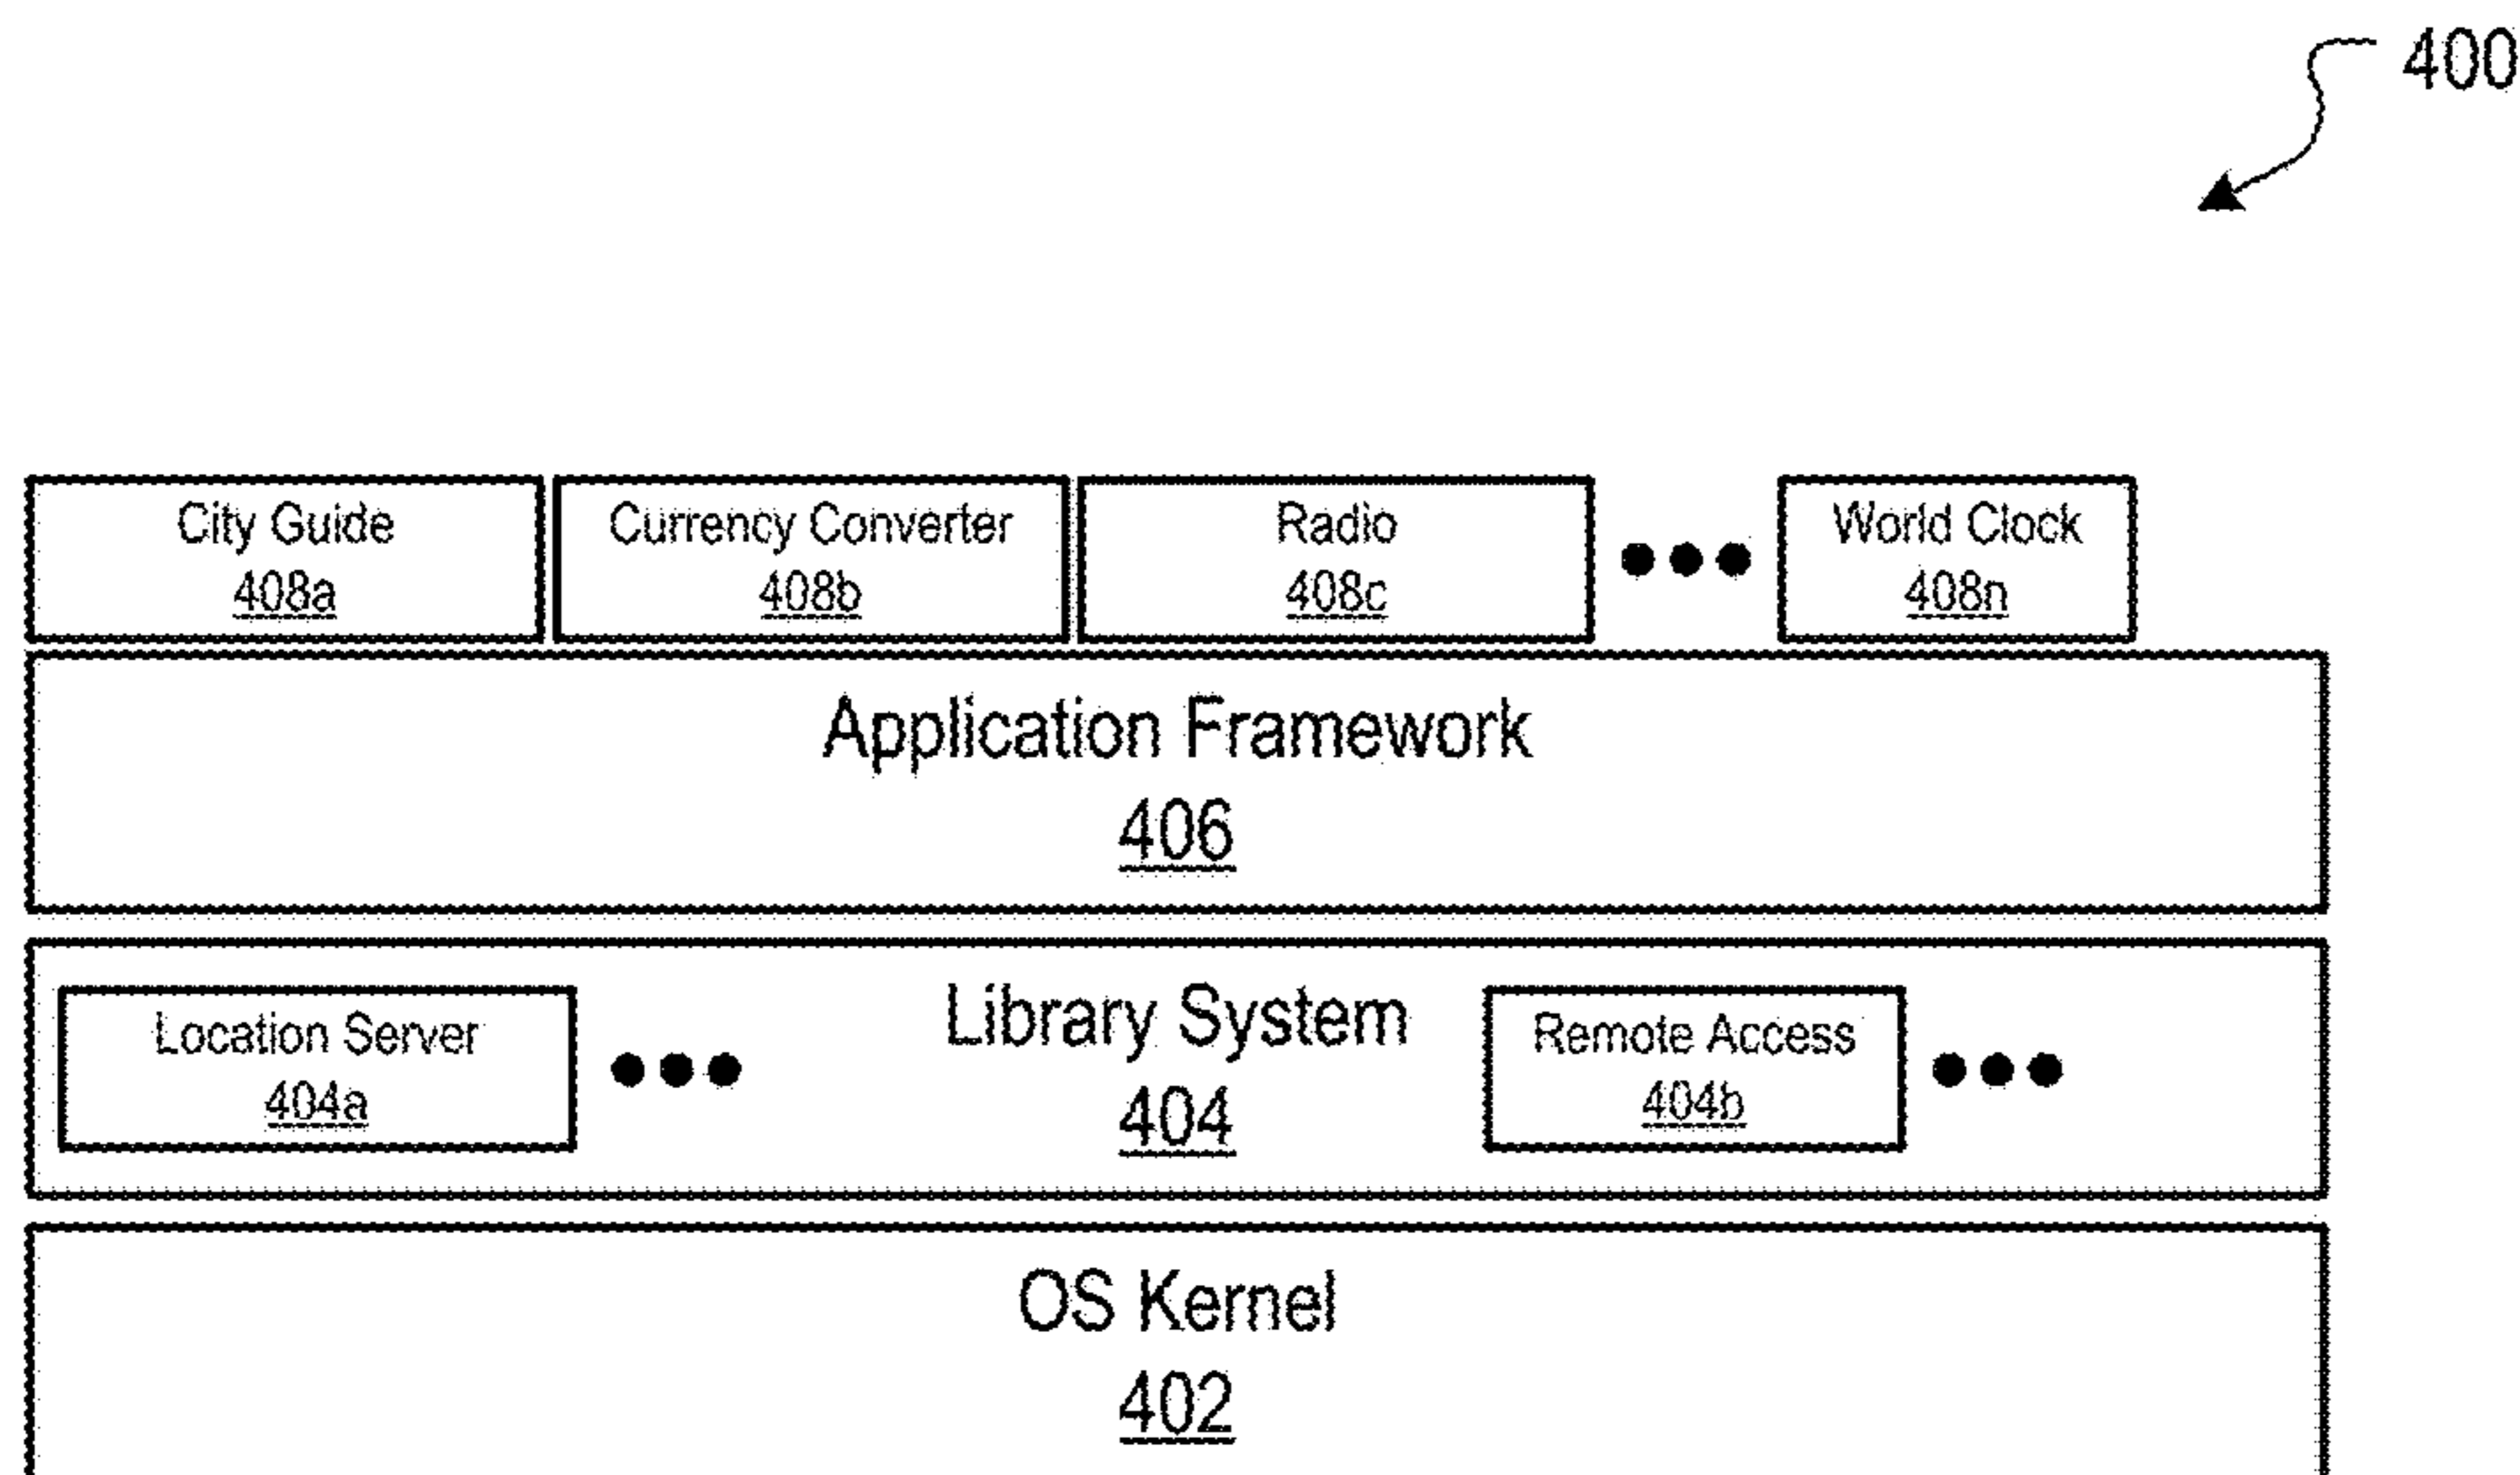 400
City Guide
408a
Currency Converter
408b
Radio
408c
World Clock
408n
Application Framework
406
Location Server
404a
Library System
404
Remote Access
404b
OS Kernel
402